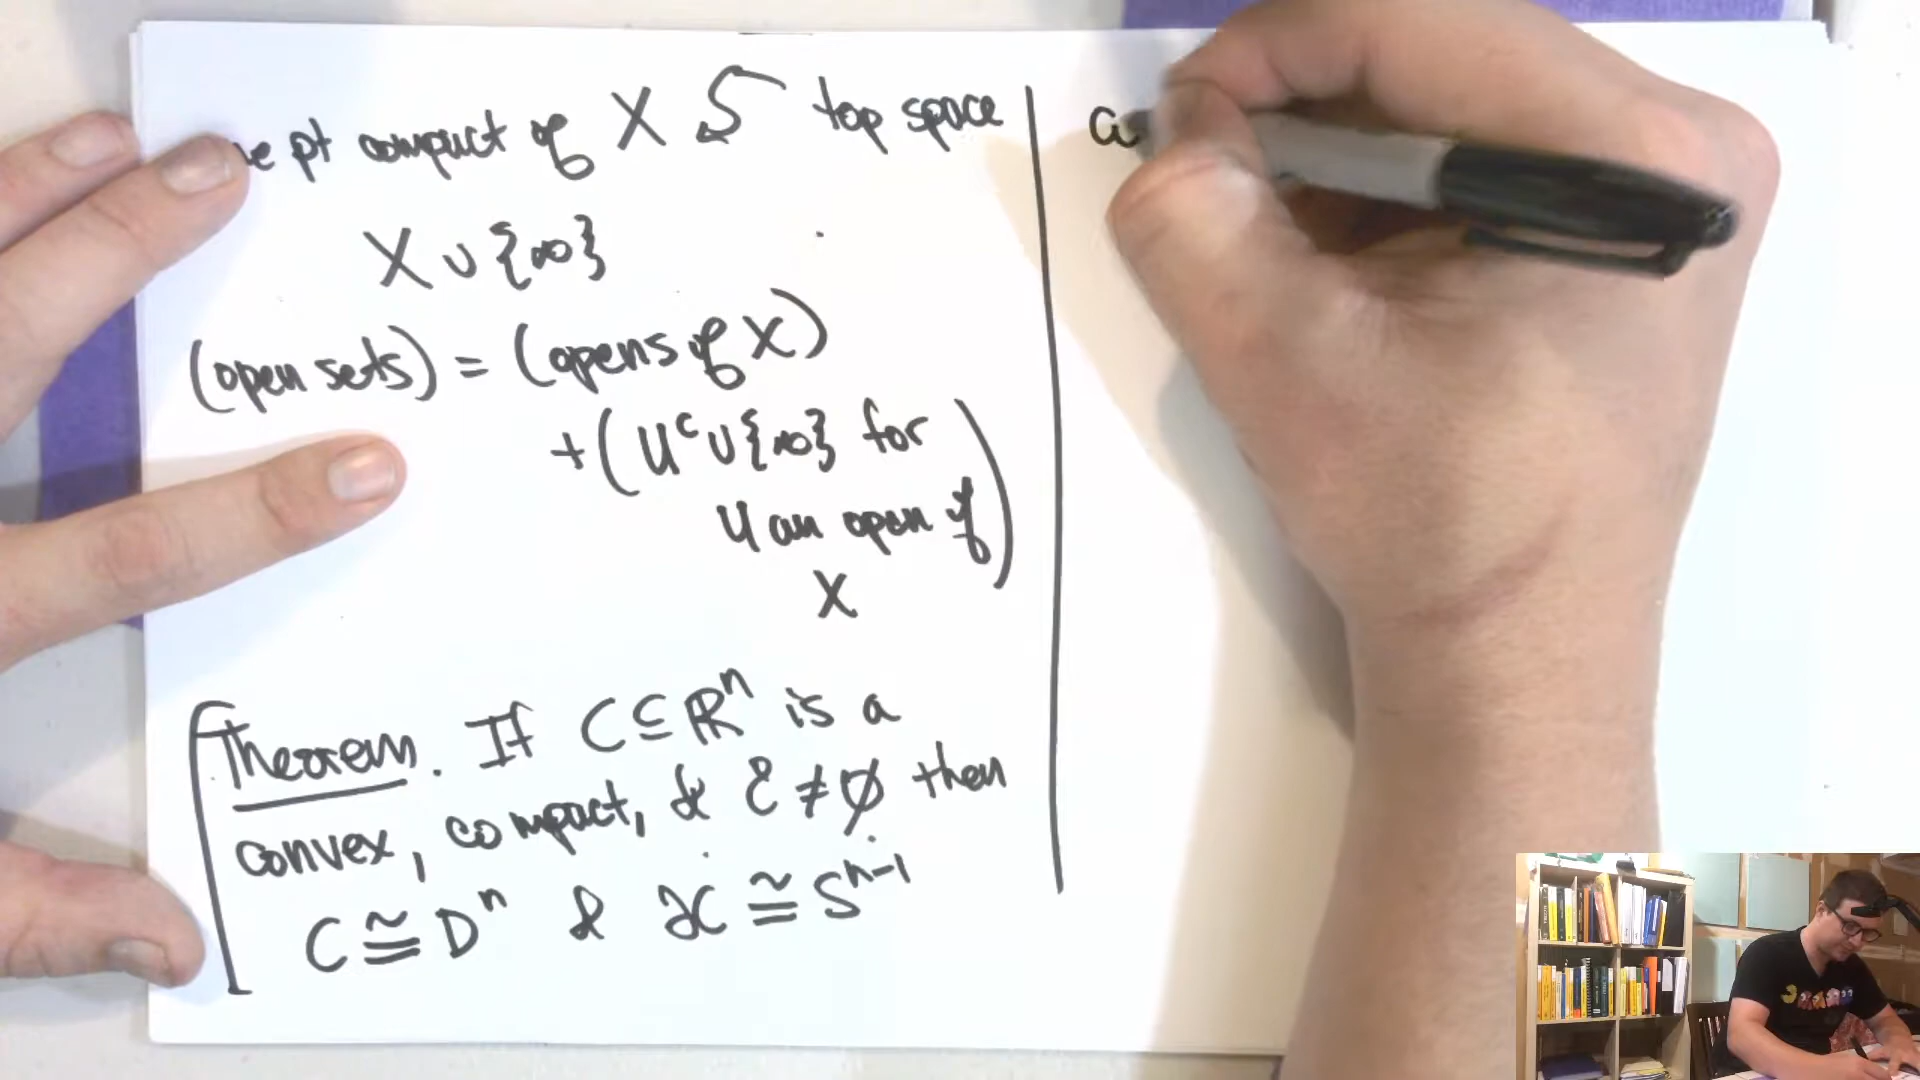 pt compact of X top space
X ∪ {∞}
(open sets) = (opens of X)
+ (U^c ∪ {∞} for
U an open of
X)
Theorem. If C ⊆ ℝ^n is a
convex, compact, & C̊ ≠ ∅ then
C ≅ D^n & ∂C ≅ S^{n-1}